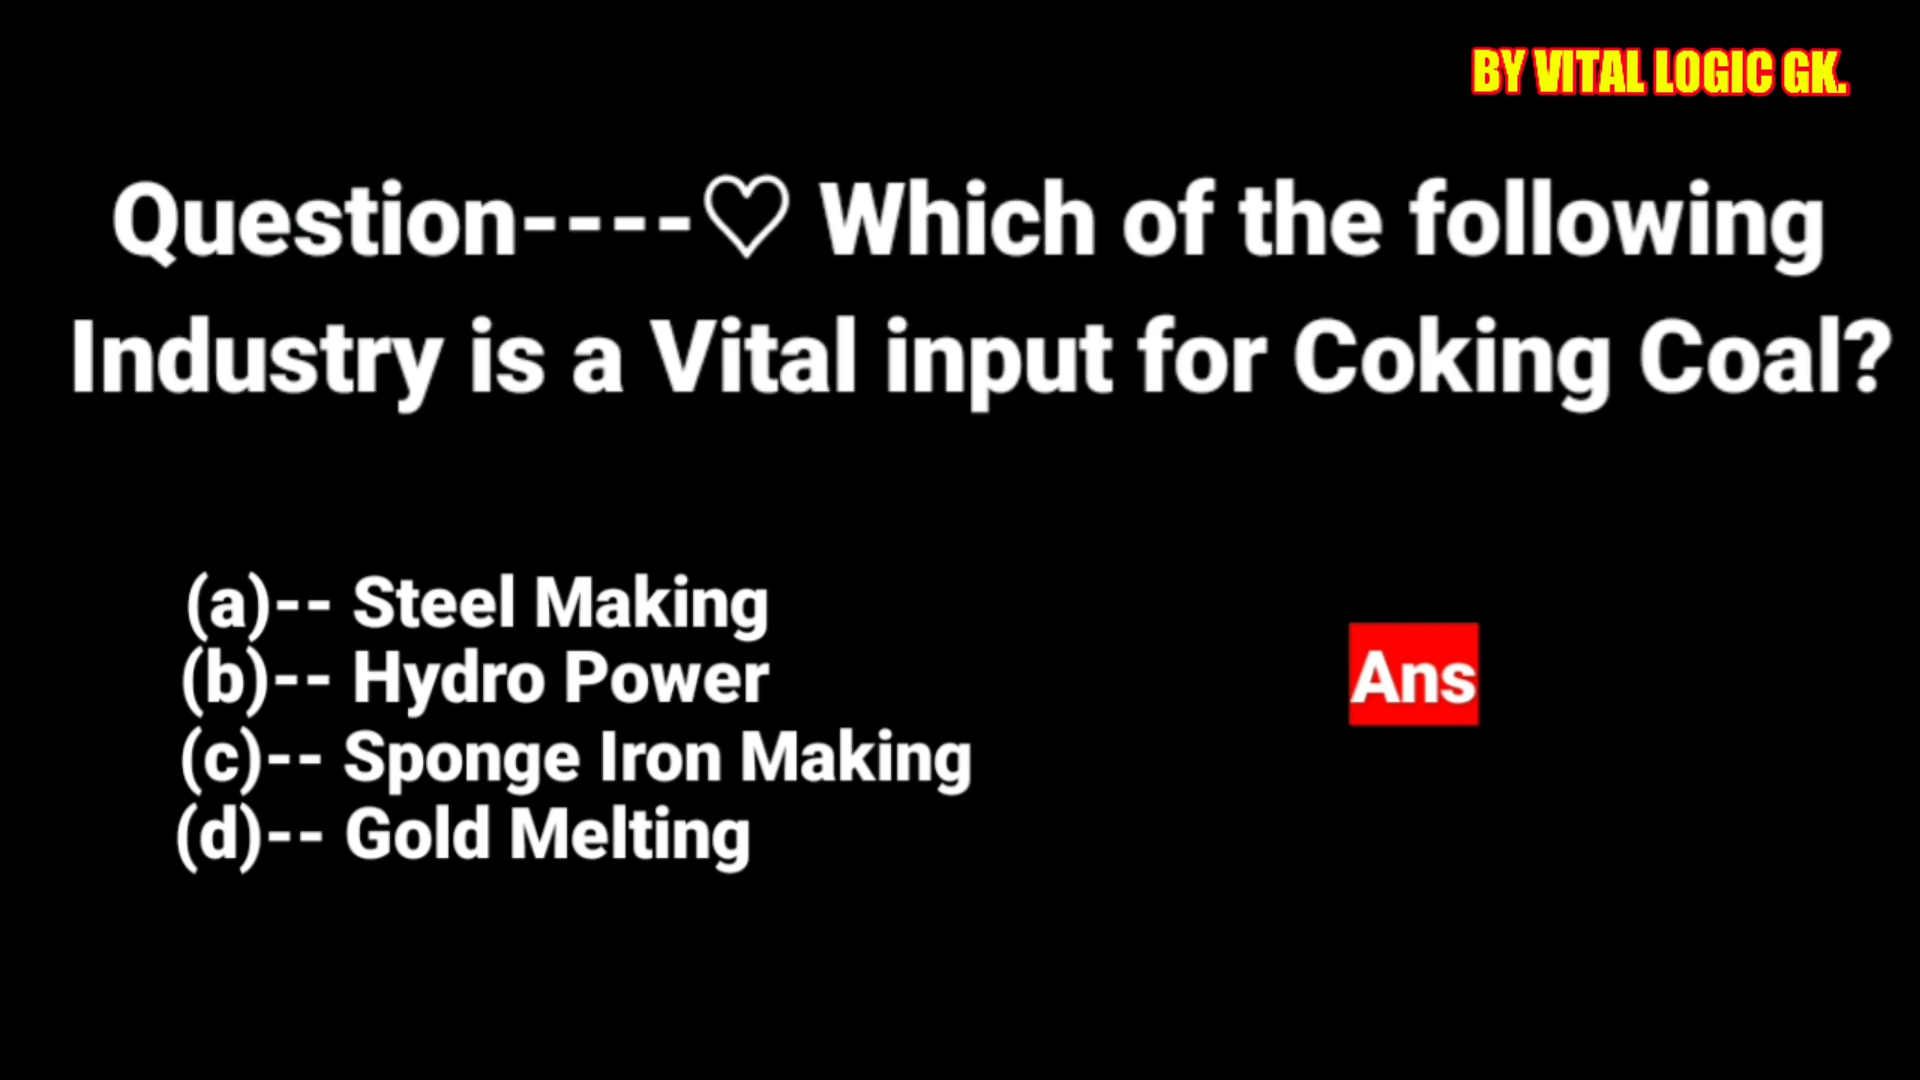 BY VITAL LOGIC GK.
Question----♡ Which of the following
Industry is a Vital input for Coking Coal?
(a)-- Steel Making
(b)-- Hydro Power
(c)-- Sponge Iron Making
(d)-- Gold Melting
Ans